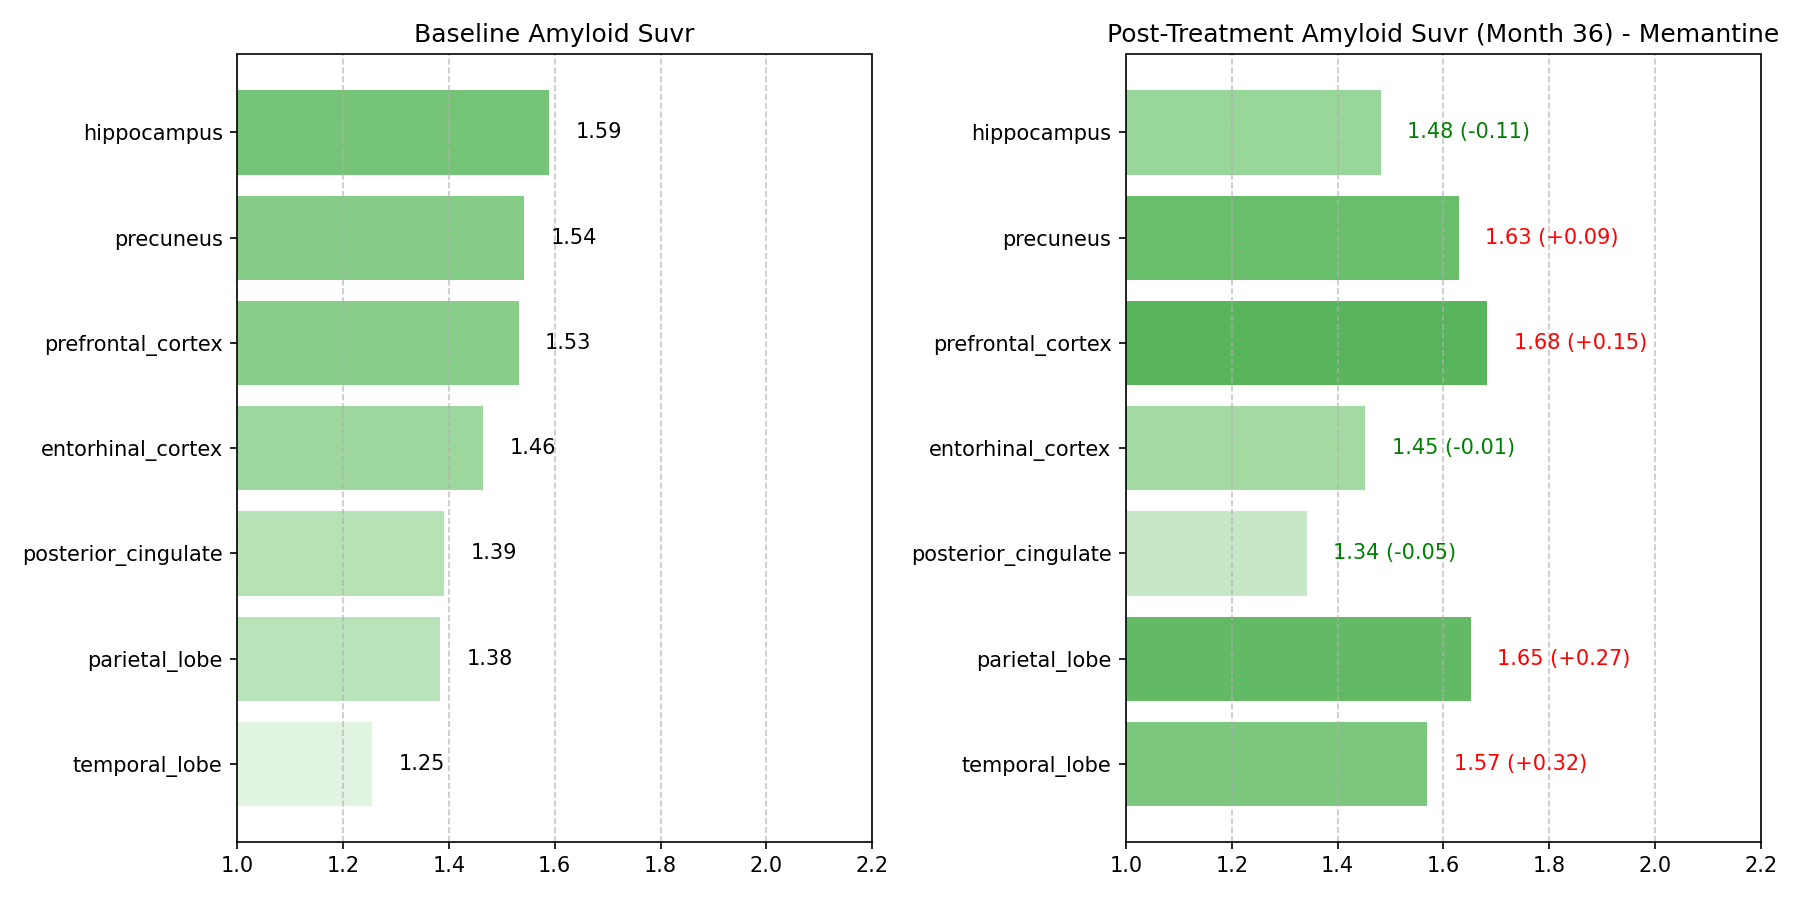 Baseline Amyloid Suvr
hippocampus
1.59
precuneus
1.54
prefrontal_cortex
1.53
entorhinal_cortex
1.46
posterior_cingulate
1.39
parietal_lobe
1.38
temporal_lobe
1.25
1.0 1.2 1.4 1.6 1.8 2.0 2.2
Post-Treatment Amyloid Suvr (Month 36) - Memantine
hippocampus
1.48 (-0.11)
precuneus
1.63 (+0.09)
prefrontal_cortex
1.68 (+0.15)
entorhinal_cortex
1.45 (-0.01)
posterior_cingulate
1.34 (-0.05)
parietal_lobe
1.65 (+0.27)
temporal_lobe
1.57 (+0.32)
1.0 1.2 1.4 1.6 1.8 2.0 2.2